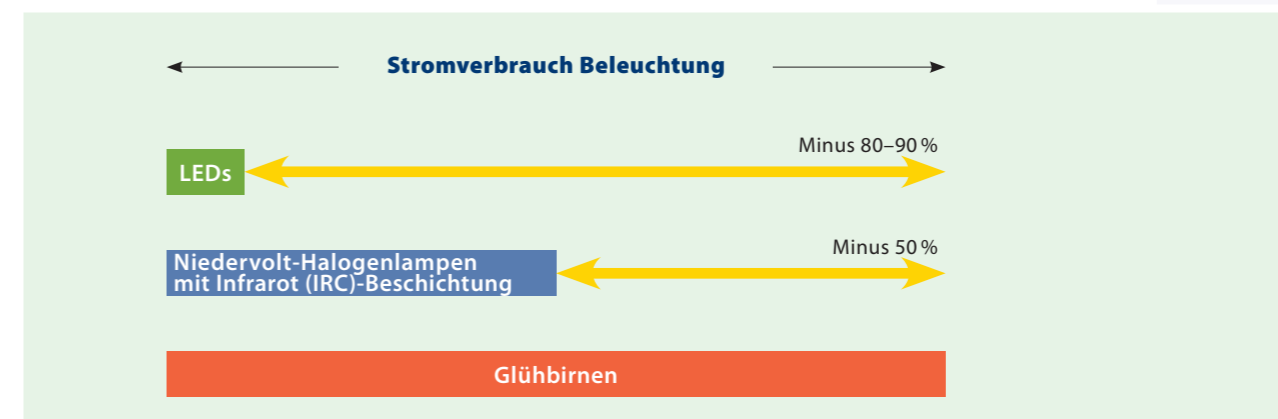 Stromverbrauch Beleuchtung
Minus 80–90 %
LEDs
Minus 50 %
Niedervolt-Halogenlampen
mit Infrarot (IRC)-Beschichtung
Glühbirnen